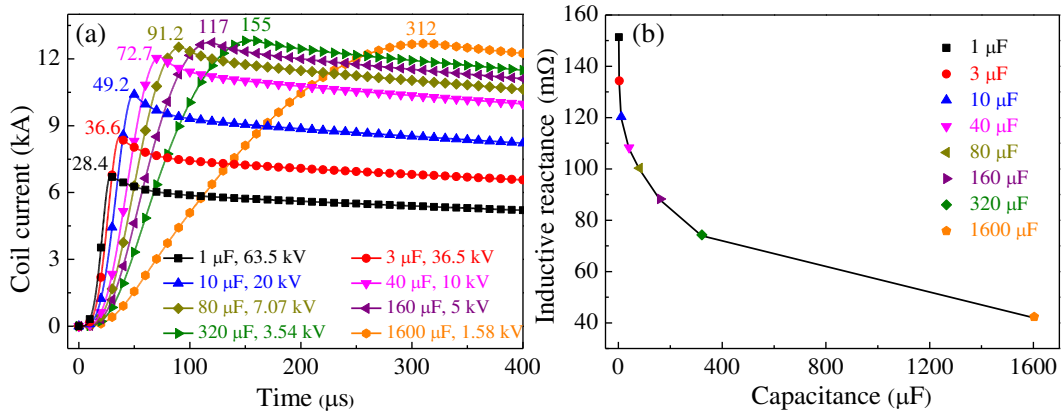 (a)
91.2
117
155
312
72.7
49.2
36.6
28.4
12
9
6
3
0
Coil current (kA)
1 μF, 63.5 kV
3 μF, 36.5 kV
10 μF, 20 kV
40 μF, 10 kV
80 μF, 7.07 kV
160 μF, 5 kV
320 μF, 3.54 kV
1600 μF, 1.58 kV
0 100 200 300 400
Time (μs)
(b)
160
140
120
100
80
60
40
Inductive reactance (mΩ)
1 μF
3 μF
10 μF
40 μF
80 μF
160 μF
320 μF
1600 μF
0 400 800 1200 1600
Capacitance (μF)